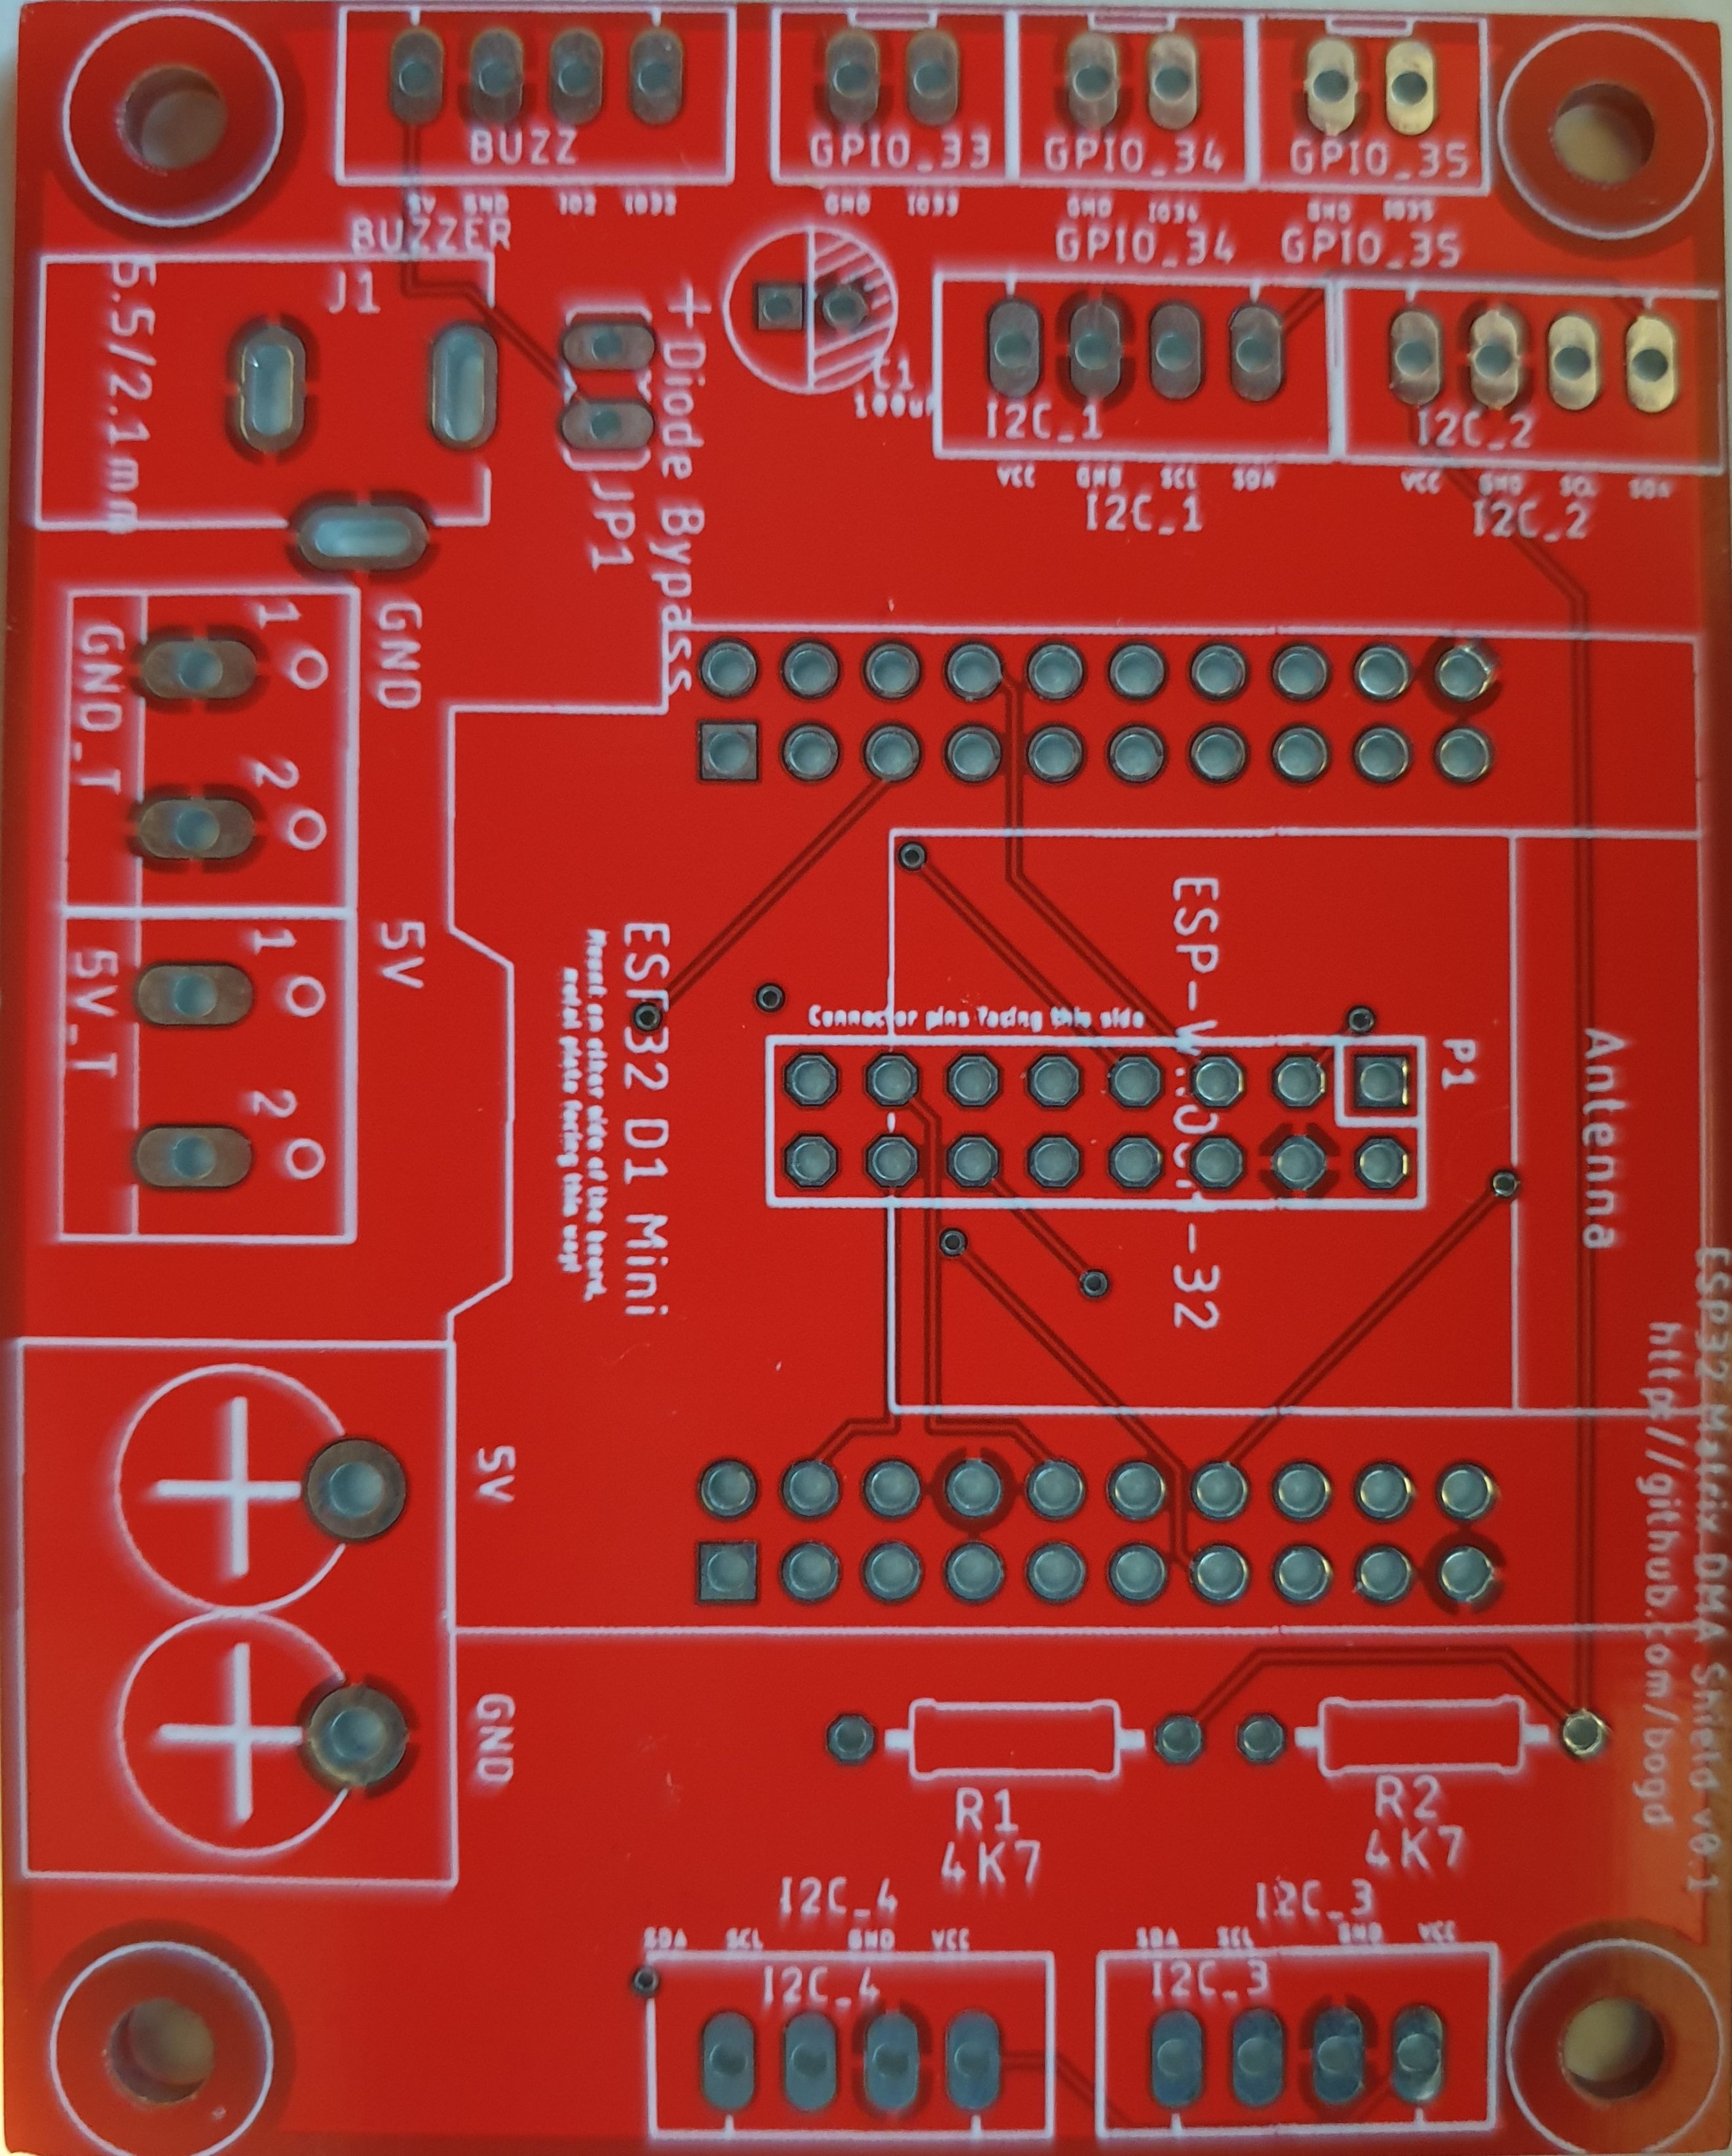 BUZZ
GPIO_33
GPIO_34
GPIO_35
5V GND IO2 IO32
GND IO33
GND IO34
GND IO35
BUZZER
GPIO_34
GPIO_35
J1
5.5/2.1mm
+Diode Bypass
JP1
C1
100u
I2C_1
I2C_2
VCC GND SCL SDA
VCC GND SCL SDA
I2C_1
I2C_2
GND
1
2
GND_T
5V
1
2
5V_T
ESP32 D1 Mini
Mount on either side of the board,
metal plate facing this way!
ESP-WROOM-32
Connector pins facing this side
P1
Antenna
ESP32 Matrix DMA Shield v0.1
http://github.com/bogd
5V
GND
R1
4K7
R2
4K7
I2C_4
I2C_3
SDA SCL GND VCC
SDA SCL GND VCC
I2C_4
I2C_3